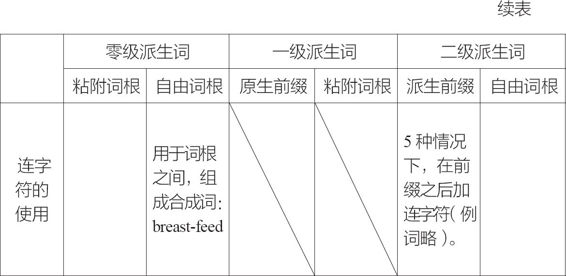 续表
零级派生词 一级派生词 二级派生词
粘附词根 自由词根 原生前缀 粘附词根 派生前缀 自由词根
连字
符的
使用
用于词根
之间，组
成合成词：
breast-feed
5 种情况
下，在前
缀之后加
连字符（例
词略）。